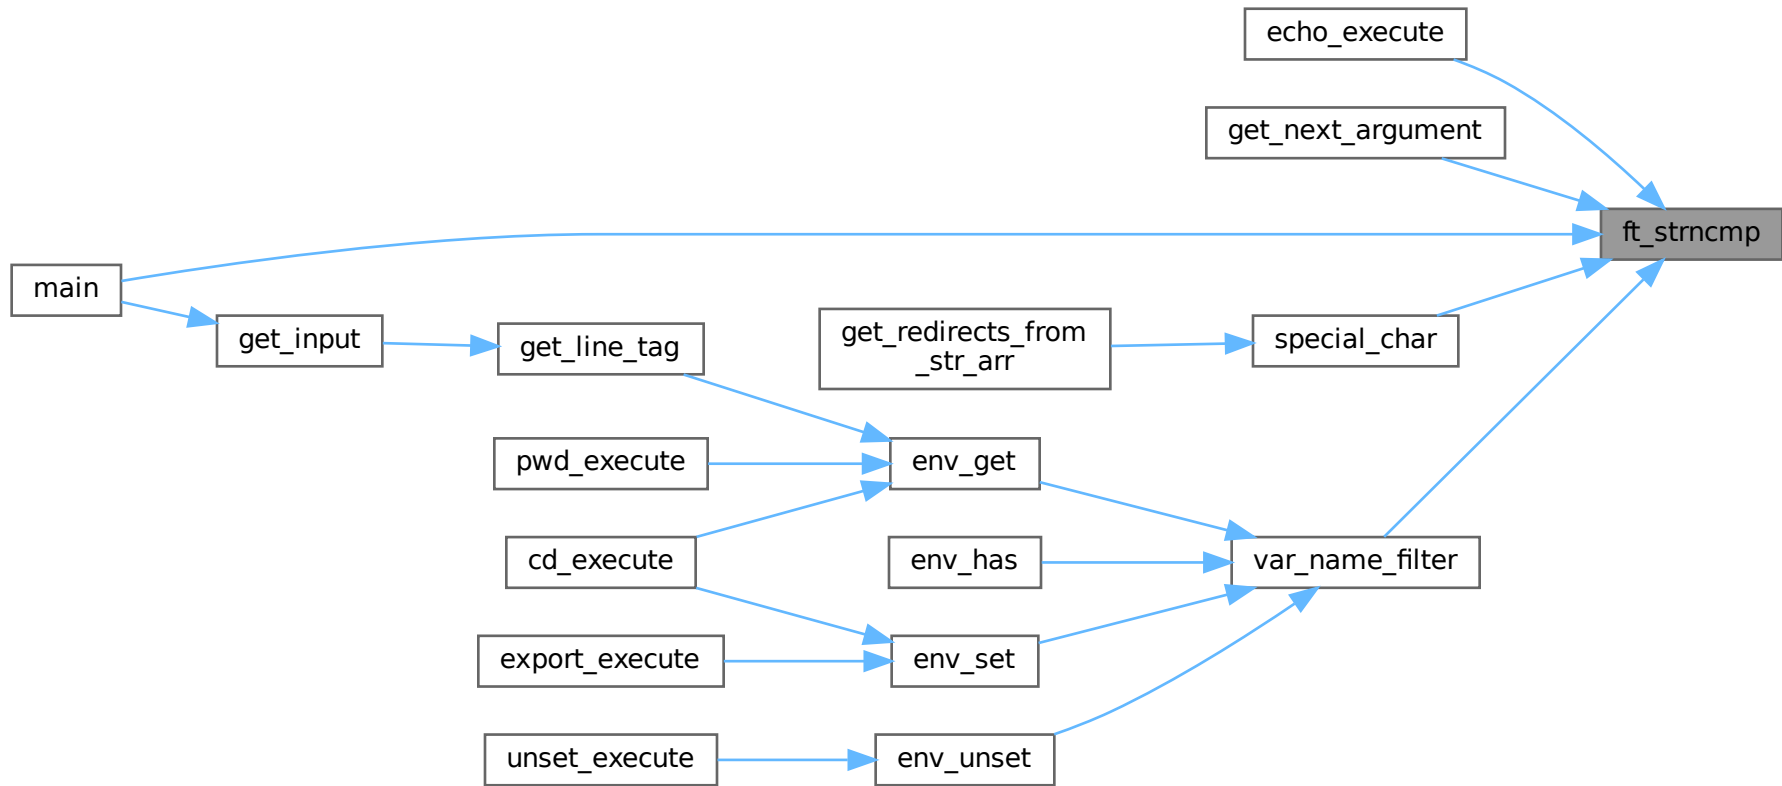 echo_execute
get_next_argument
ft_strncmp
main
get_input
get_line_tag
get_redirects_from
_str_arr
special_char
pwd_execute
env_get
cd_execute
env_has
var_name_filter
export_execute
env_set
unset_execute
env_unset